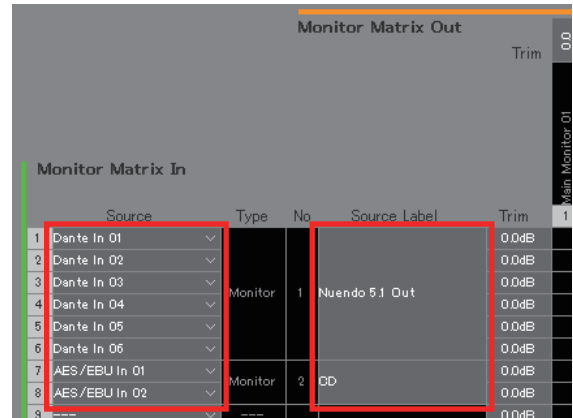 Monitor Matrix Out
Trim
0.0
Main Monitor 01
Monitor Matrix In
Source Type No Source Label Trim 1
1 Dante In 01 0.0dB
2 Dante In 02 0.0dB
3 Dante In 03 0.0dB
Monitor 1 Nuendo 5.1 Out
4 Dante In 04 0.0dB
5 Dante In 05 0.0dB
6 Dante In 06 0.0dB
7 AES/EBU In 01 0.0dB
Monitor 2 CD
8 AES/EBU In 02 0.0dB
9 --- --- 0.0dB